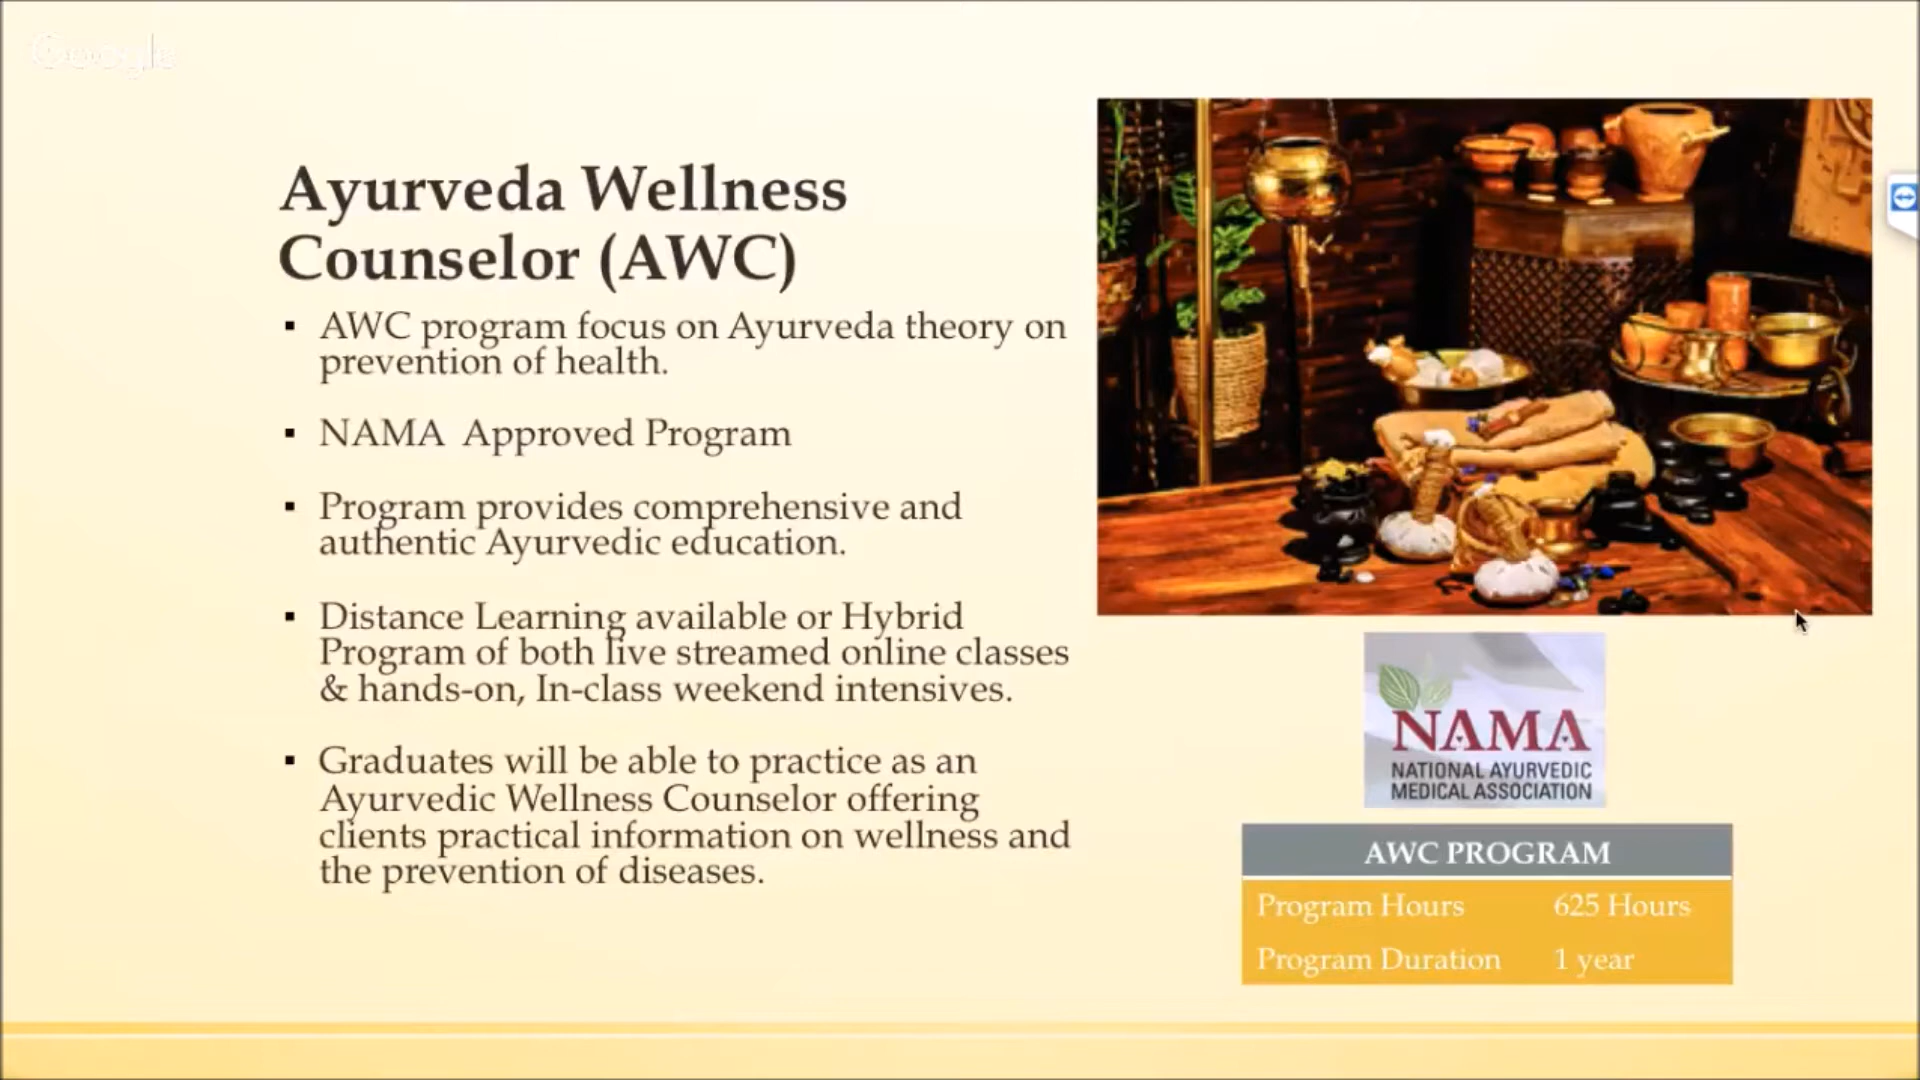 Google
Ayurveda Wellness
Counselor (AWC)
▪ AWC program focus on Ayurveda theory on
prevention of health.
▪ NAMA Approved Program
▪ Program provides comprehensive and
authentic Ayurvedic education.
▪ Distance Learning available or Hybrid
Program of both live streamed online classes
& hands-on, In-class weekend intensives.
▪ Graduates will be able to practice as an
Ayurvedic Wellness Counselor offering
clients practical information on wellness and
the prevention of diseases.
NAMA
NATIONAL AYURVEDIC
MEDICAL ASSOCIATION
AWC PROGRAM
Program Hours 625 Hours
Program Duration 1 year